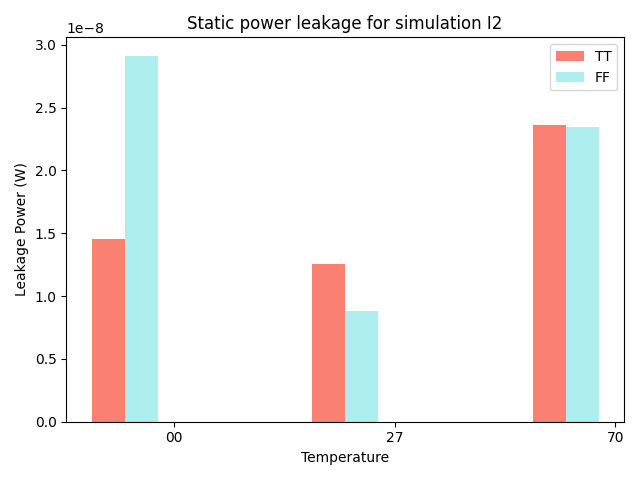 Static power leakage for simulation I2
1e−8
3.0
2.5
2.0
1.5
1.0
0.5
0.0
Leakage Power (W)
TT
FF
00
27
70
Temperature